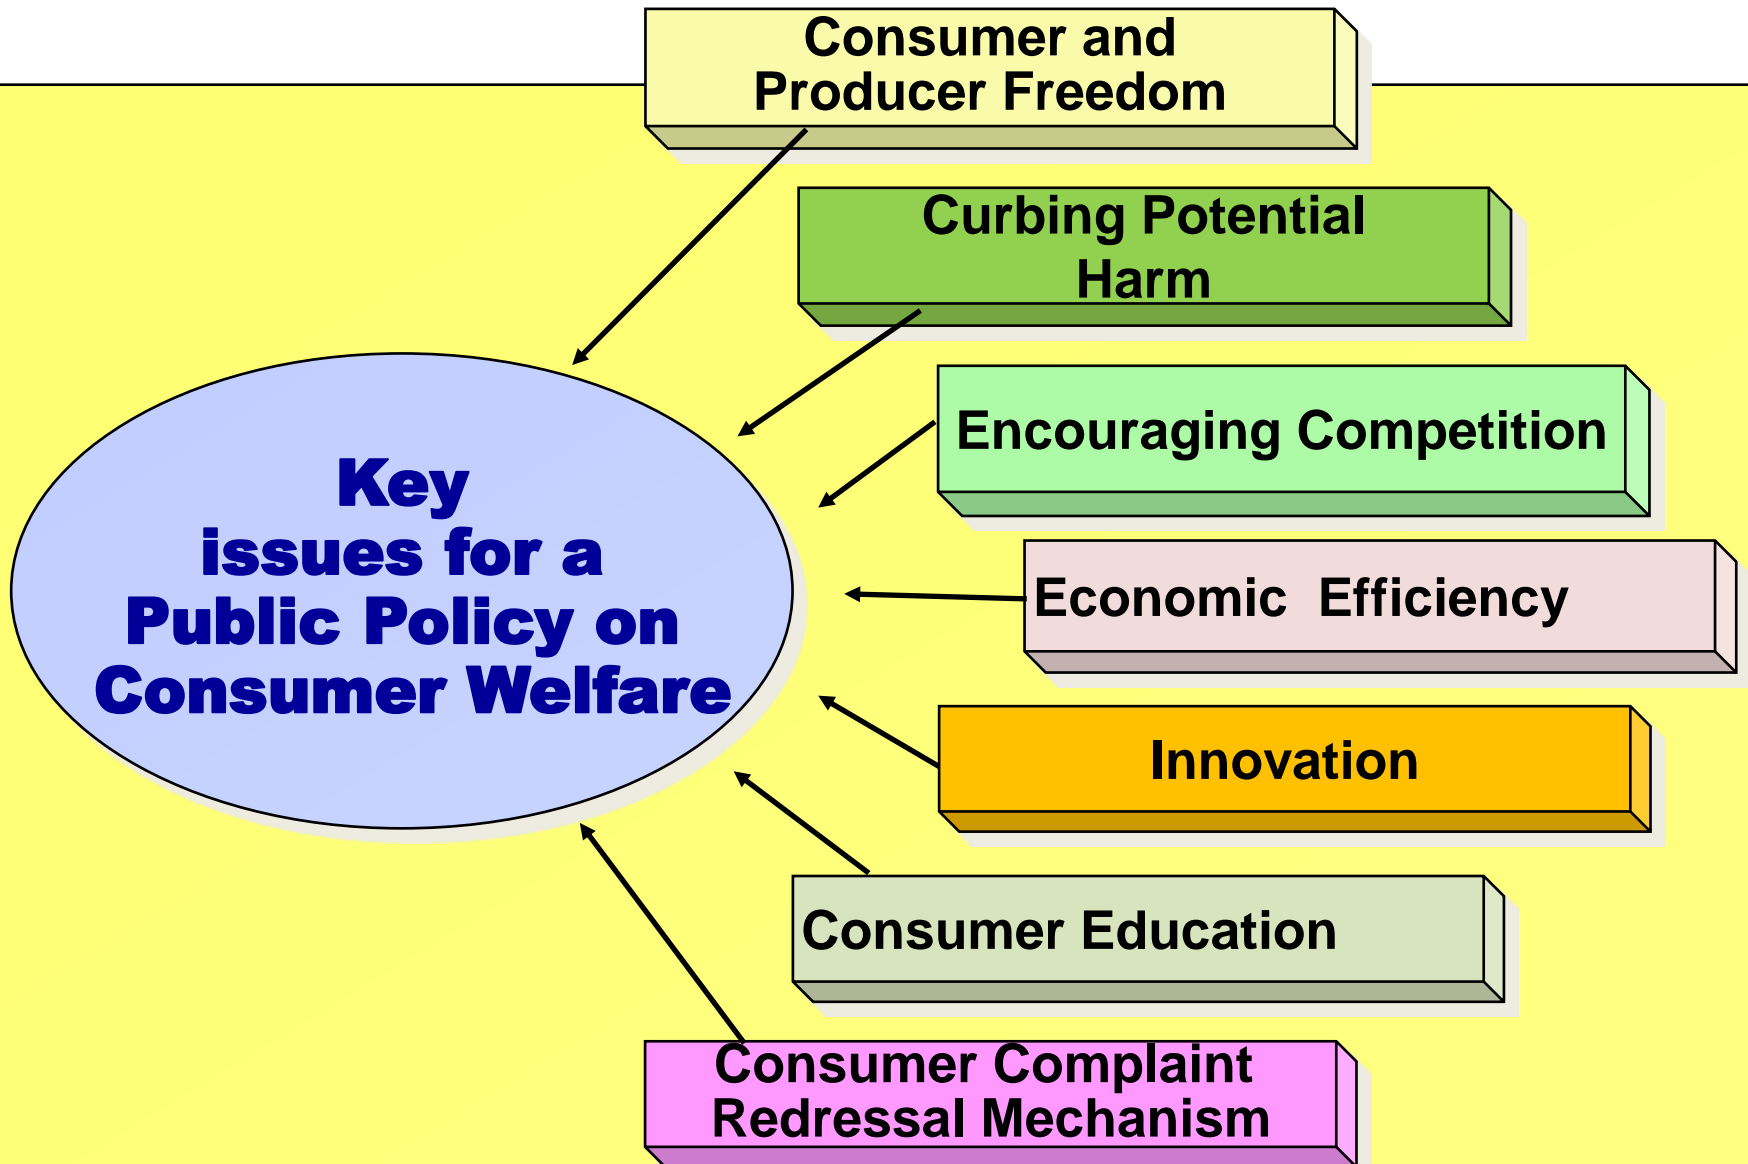 Consumer and
Producer Freedom
Curbing Potential
Harm
Encouraging Competition
Key
issues for a
Public Policy on
Consumer Welfare
Economic Efficiency
Innovation
Consumer Education
Consumer Complaint
Redressal Mechanism